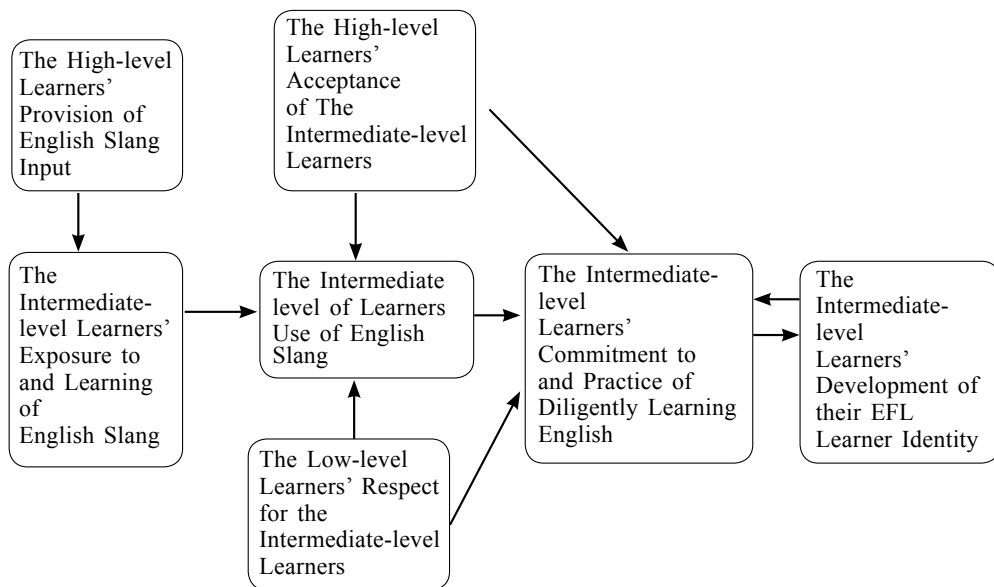 The High-level
Learners’
Provision of
English Slang
Input
The High-level
Learners’
Acceptance
of The
Intermediate-level
Learners
The
Intermediate-
level Learners’
Exposure to
and Learning
of
English Slang
The Intermediate
level of Learners
Use of English
Slang
The Intermediate-
level
Learners’
Commitment to
and Practice of
Diligently Learning
English
The
Intermediate-
level
Learners’
Development of
their EFL
Learner Identity
The Low-level
Learners’ Respect
for the
Intermediate-level
Learners